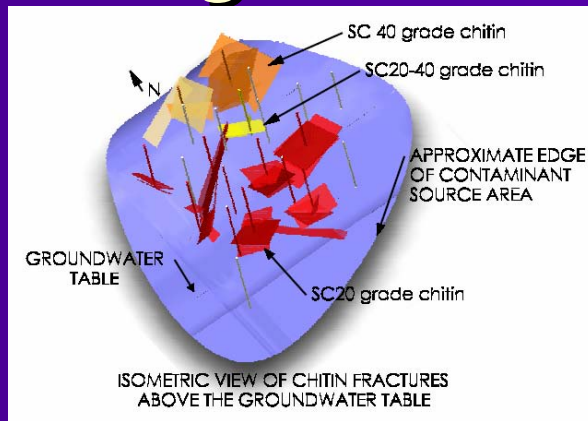 SC 40 grade chitin
SC20-40 grade chitin
N
APPROXIMATE EDGE
OF CONTAMINANT
SOURCE AREA
GROUNDWATER
TABLE
SC20 grade chitin
ISOMETRIC VIEW OF CHITIN FRACTURES
ABOVE THE GROUNDWATER TABLE